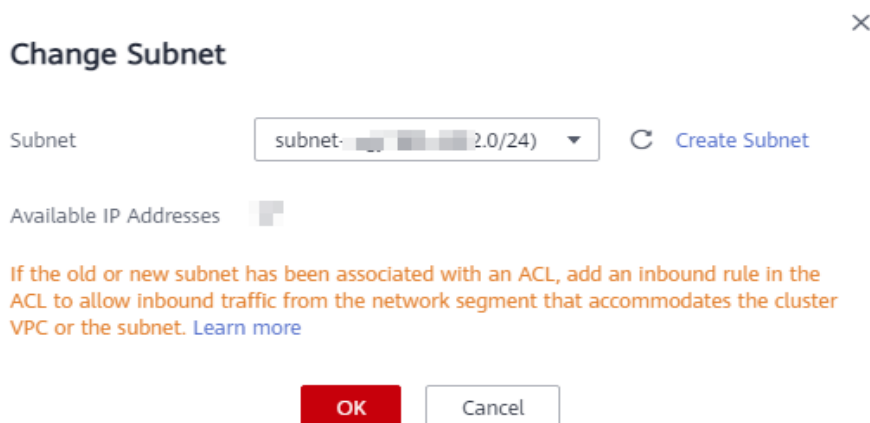 Change Subnet
Subnet subnet- 2.0/24) Create Subnet
Available IP Addresses
If the old or new subnet has been associated with an ACL, add an inbound rule in the
ACL to allow inbound traffic from the network segment that accommodates the cluster
VPC or the subnet. Learn more
OK Cancel